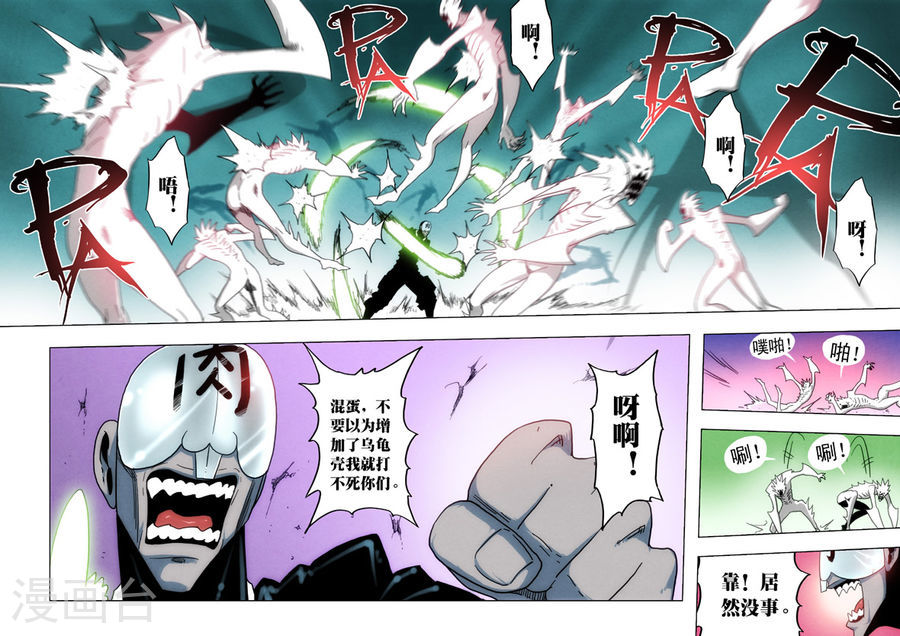 PA
唔！
PA
啊！
PA
啊！
PA
呀！
肉
混蛋，不
要以为增
加了乌龟
壳我就打
不死你们。
呀啊！
噗啪！
啪！
唰！
唰！
靠！居
然没事。
漫画台